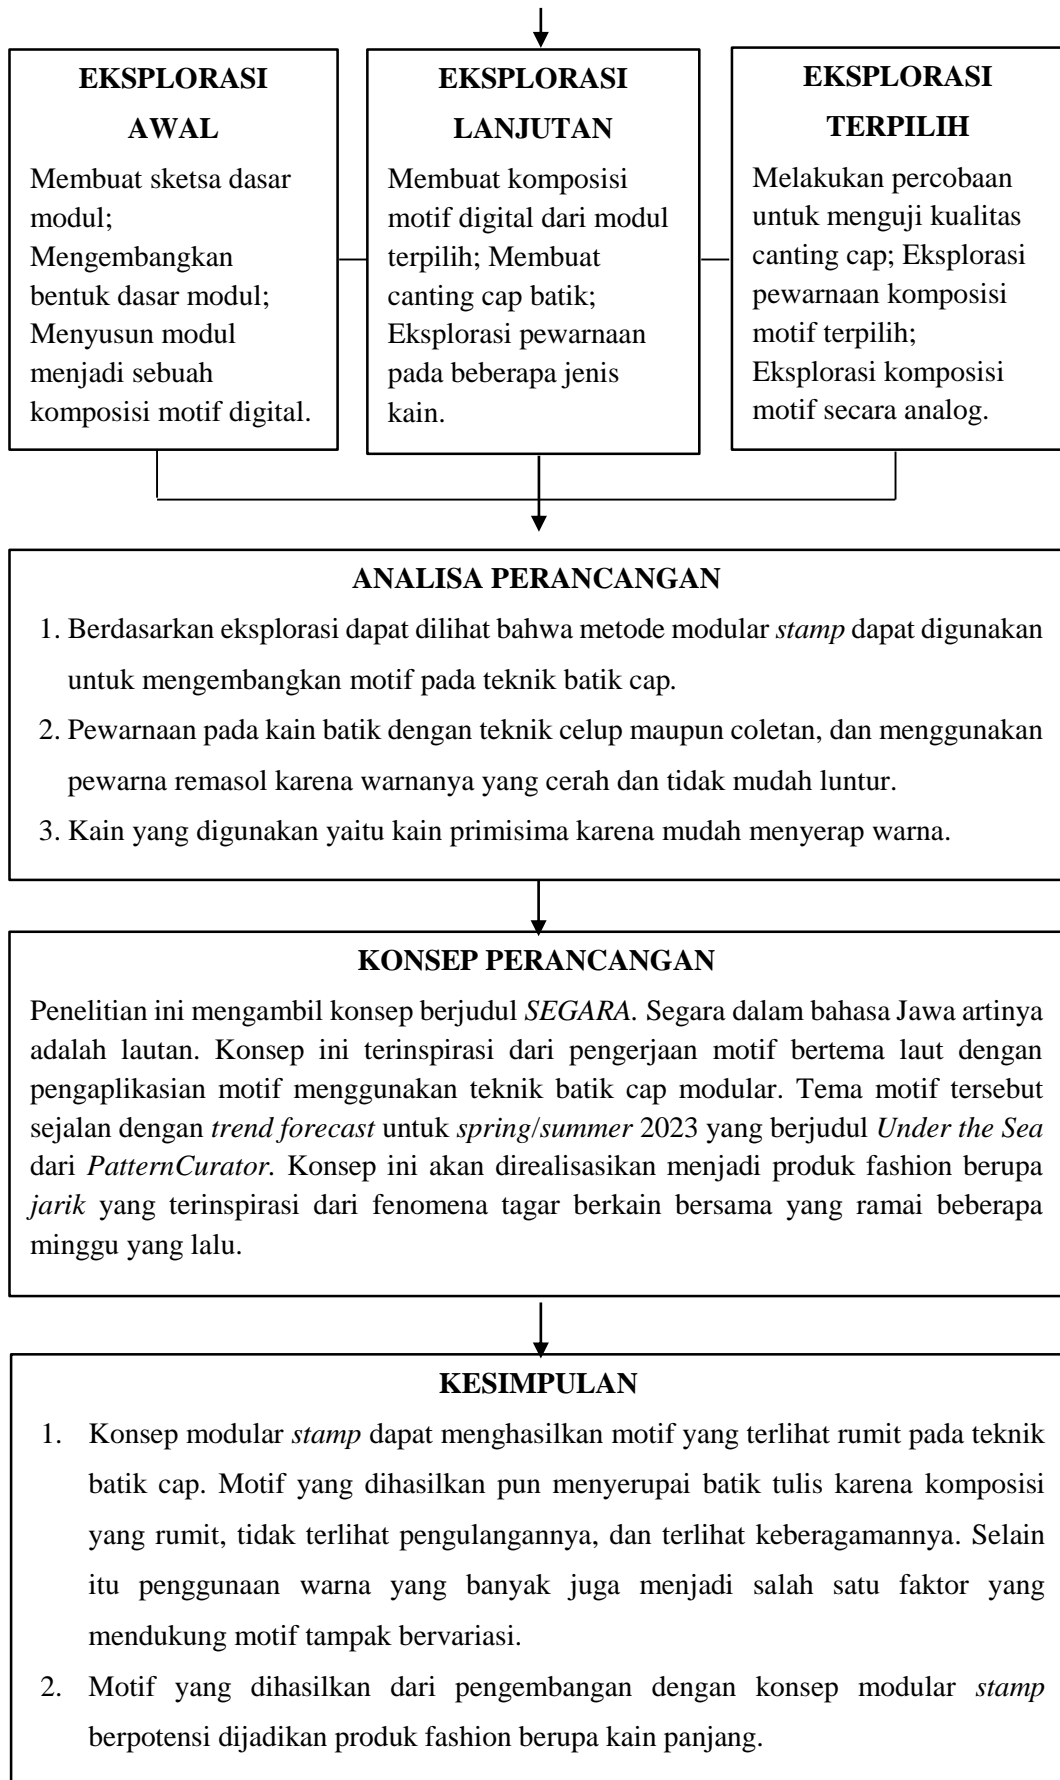 EKSPLORASI
AWAL
Membuat sketsa dasar
modul;
Mengembangkan
bentuk dasar modul;
Menyusun modul
menjadi sebuah
komposisi motif digital.
EKSPLORASI
LANJUTAN
Membuat komposisi
motif digital dari modul
terpilih; Membuat
canting cap batik;
Eksplorasi pewarnaan
pada beberapa jenis
kain.
EKSPLORASI
TERPILIH
Melakukan percobaan
untuk menguji kualitas
canting cap; Eksplorasi
pewarnaan komposisi
motif terpilih;
Eksplorasi komposisi
motif secara analog.
ANALISA PERANCANGAN
1. Berdasarkan eksplorasi dapat dilihat bahwa metode modular stamp dapat digunakan
untuk mengembangkan motif pada teknik batik cap.
2. Pewarnaan pada kain batik dengan teknik celup maupun coletan, dan menggunakan
pewarna remasol karena warnanya yang cerah dan tidak mudah luntur.
3. Kain yang digunakan yaitu kain primisima karena mudah menyerap warna.
KONSEP PERANCANGAN
Penelitian ini mengambil konsep berjudul SEGARA. Segara dalam bahasa Jawa artinya
adalah lautan. Konsep ini terinspirasi dari pengerjaan motif bertema laut dengan
pengaplikasian motif menggunakan teknik batik cap modular. Tema motif tersebut
sejalan dengan trend forecast untuk spring/summer 2023 yang berjudul Under the Sea
dari PatternCurator. Konsep ini akan direalisasikan menjadi produk fashion berupa
jarik yang terinspirasi dari fenomena tagar berkain bersama yang ramai beberapa
minggu yang lalu.
KESIMPULAN
1. Konsep modular stamp dapat menghasilkan motif yang terlihat rumit pada teknik
batik cap. Motif yang dihasilkan pun menyerupai batik tulis karena komposisi
yang rumit, tidak terlihat pengulangannya, dan terlihat keberagamannya. Selain
itu penggunaan warna yang banyak juga menjadi salah satu faktor yang
mendukung motif tampak bervariasi.
2. Motif yang dihasilkan dari pengembangan dengan konsep modular stamp
berpotensi dijadikan produk fashion berupa kain panjang.